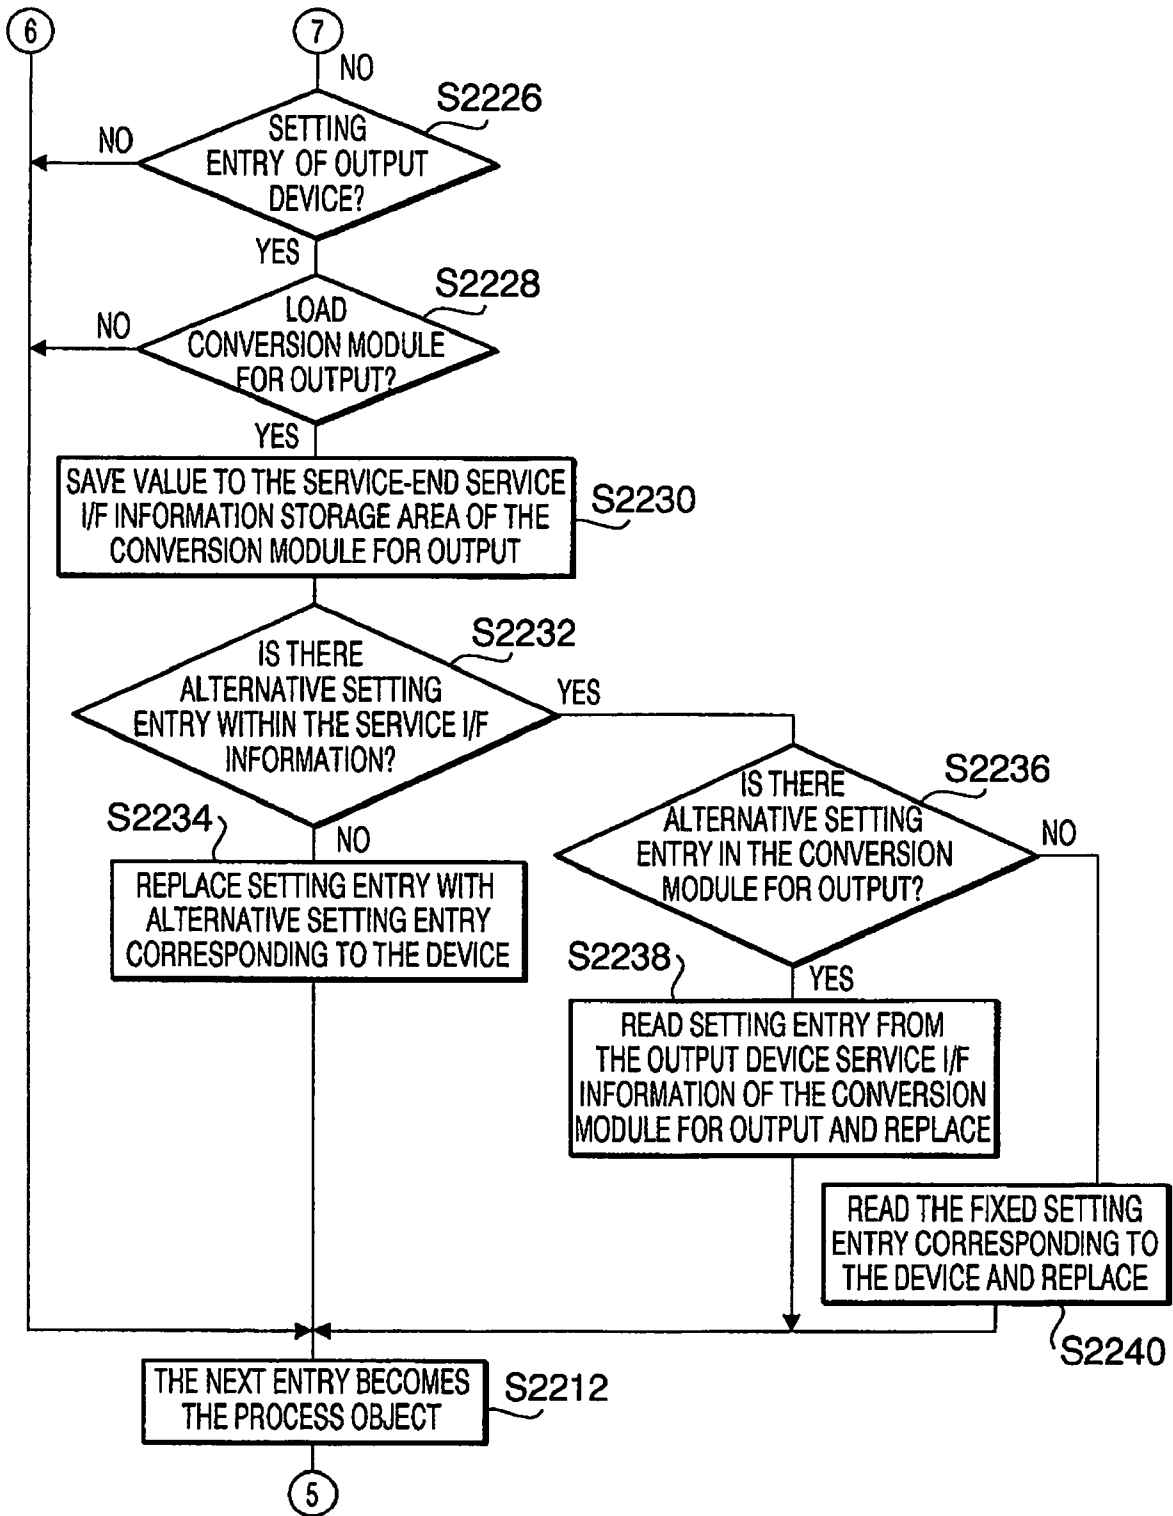 6
7
NO
S2226
NO
SETTING
ENTRY OF OUTPUT
DEVICE?
YES
S2228
NO
LOAD
CONVERSION MODULE
FOR OUTPUT?
YES
SAVE VALUE TO THE SERVICE-END SERVICE
I/F INFORMATION STORAGE AREA OF THE
CONVERSION MODULE FOR OUTPUT
S2230
S2232
IS THERE
ALTERNATIVE SETTING
ENTRY WITHIN THE SERVICE I/F
INFORMATION?
YES
S2236
IS THERE
ALTERNATIVE SETTING
ENTRY IN THE CONVERSION
MODULE FOR OUTPUT?
NO
S2234
NO
REPLACE SETTING ENTRY WITH
ALTERNATIVE SETTING ENTRY
CORRESPONDING TO THE DEVICE
S2238
YES
READ SETTING ENTRY FROM
THE OUTPUT DEVICE SERVICE I/F
INFORMATION OF THE CONVERSION
MODULE FOR OUTPUT AND REPLACE
READ THE FIXED SETTING
ENTRY CORRESPONDING TO
THE DEVICE AND REPLACE
S2240
THE NEXT ENTRY BECOMES
THE PROCESS OBJECT
S2212
5